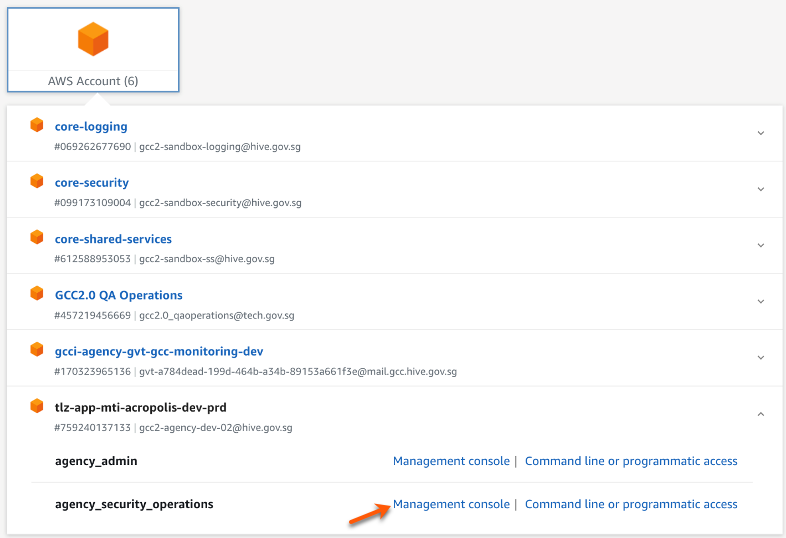 AWS Account (6)
core-logging
#069262677690 | gcc2-sandbox-logging@hive.gov.sg
core-security
#099173109004 | gcc2-sandbox-security@hive.gov.sg
core-shared-services
#612588953053 | gcc2-sandbox-ss@hive.gov.sg
GCC2.0 QA Operations
#457219456669 | gcc2.0_qaoperations@tech.gov.sg
gcci-agency-gvt-gcc-monitoring-dev
#170323965136 | gvt-a784dead-199d-464b-a34b-89153a661f3e@mail.gcc.hive.gov.sg
tlz-app-mti-acropolis-dev-prd
#759240137133 | gcc2-agency-dev-02@hive.gov.sg
agency_admin Management console | Command line or programmatic access
agency_security_operations Management console | Command line or programmatic access